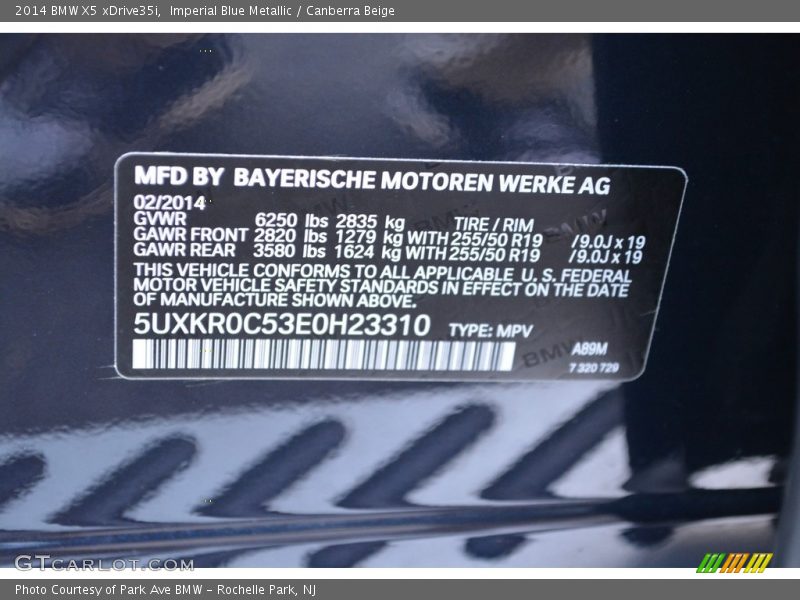 2014 BMW X5 xDrive35i, Imperial Blue Metallic / Canberra Beige
MFD BY BAYERISCHE MOTOREN WERKE AG
02/2014
GVWR 6250 lbs 2835 kg TIRE / RIM
GAWR FRONT 2820 lbs 1279 kg WITH 255/50 R19 /9.0J x 19
GAWR REAR 3580 lbs 1624 kg WITH 255/50 R19 /9.0J x 19
THIS VEHICLE CONFORMS TO ALL APPLICABLE U.S. FEDERAL
MOTOR VEHICLE SAFETY STANDARDS IN EFFECT ON THE DATE
OF MANUFACTURE SHOWN ABOVE.
5UXKR0C53E0H23310 TYPE: MPV
BMW
A89M
7 320 729
GTCARLOT.COM
Photo Courtesy of Park Ave BMW - Rochelle Park, NJ